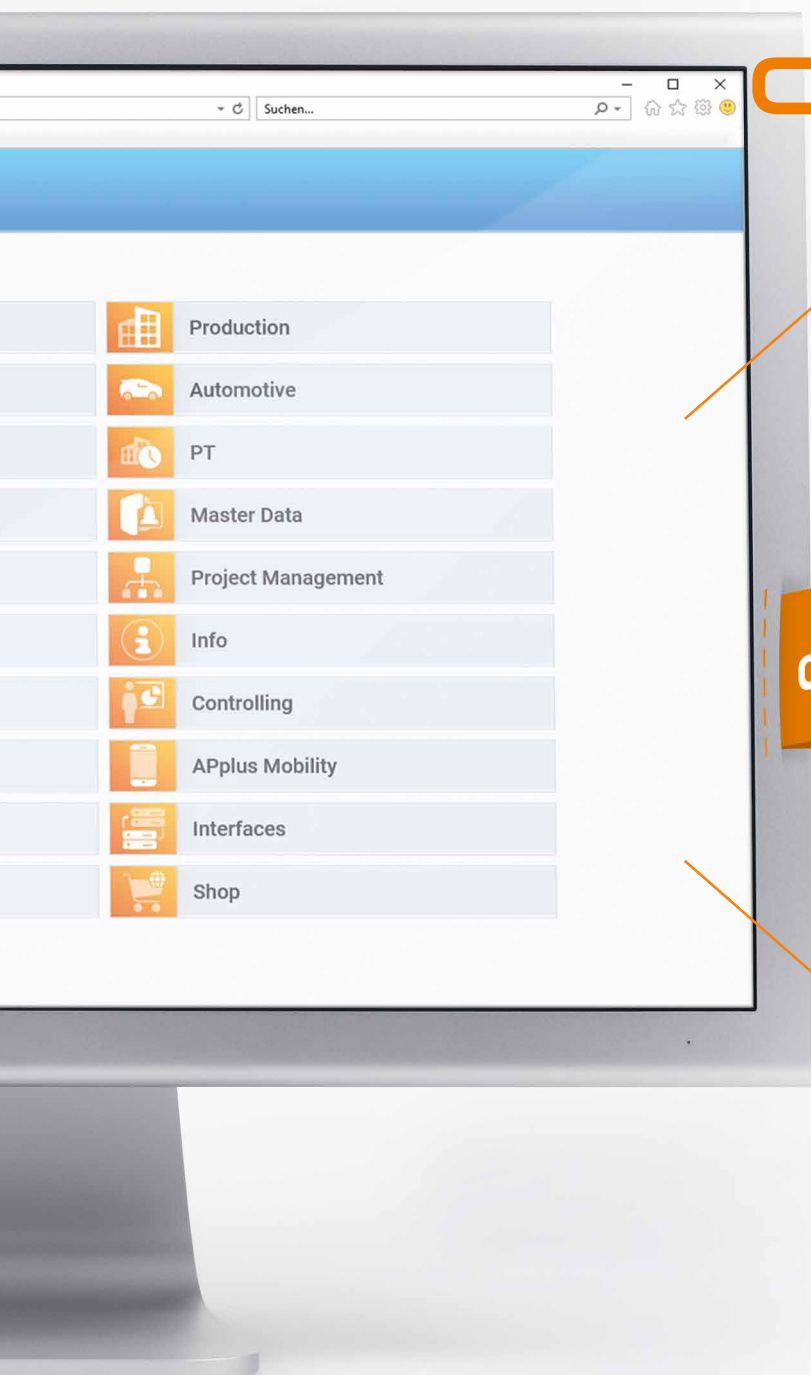 Suchen...
Production
Automotive
PT
Master Data
Project Management
Info
Controlling
APplus Mobility
Interfaces
Shop